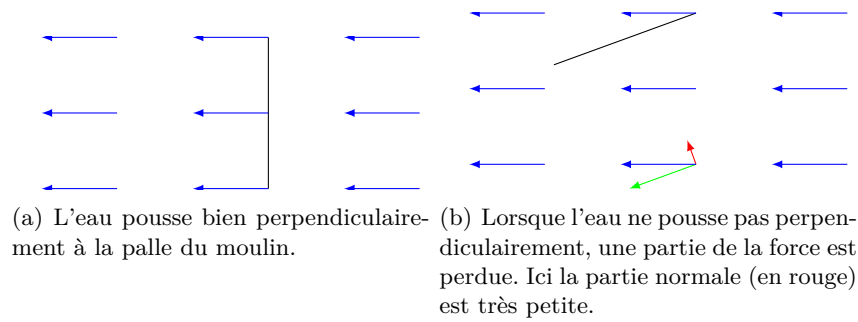 (a) L'eau pousse bien perpendiculaire-
ment à la palle du moulin.
(b) Lorsque l'eau ne pousse pas perpen-
diculairement, une partie de la force est
perdue. Ici la partie normale (en rouge)
est très petite.